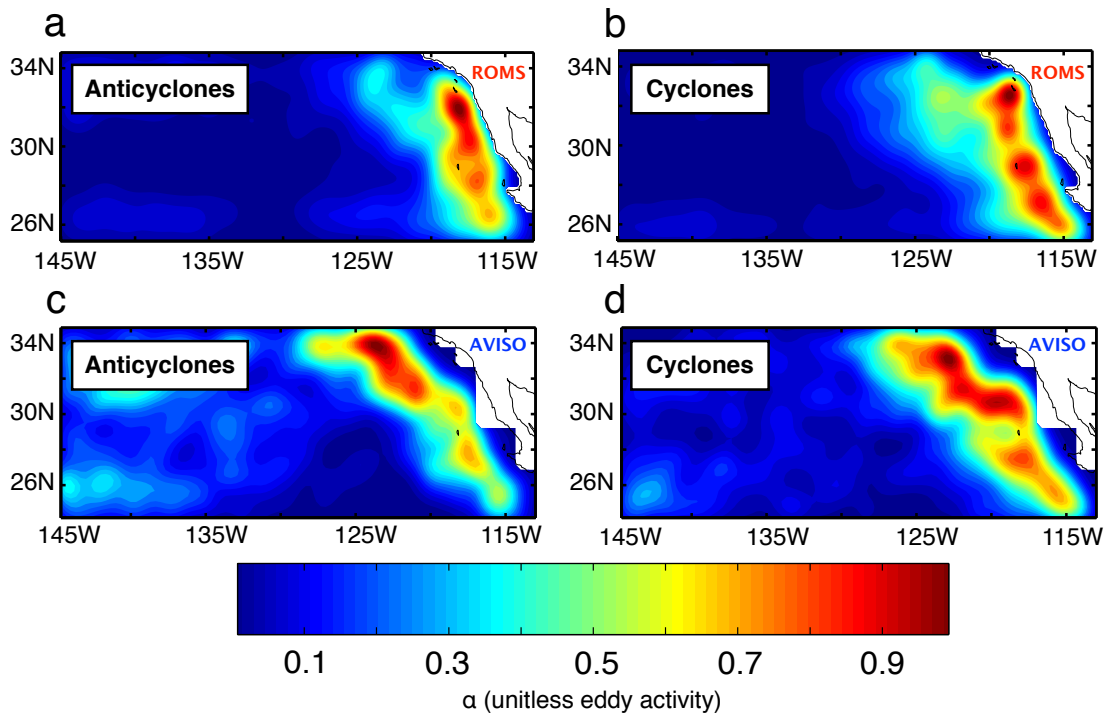 a
b
34N
30N
26N
Anticyclones
ROMS
34N
30N
26N
Cyclones
ROMS
145W 135W 125W 115W
145W 135W 125W 115W
c
d
34N
30N
26N
Anticyclones
AVISO
34N
30N
26N
Cyclones
AVISO
145W 135W 125W 115W
145W 135W 125W 115W
0.1 0.3 0.5 0.7 0.9
α (unitless eddy activity)